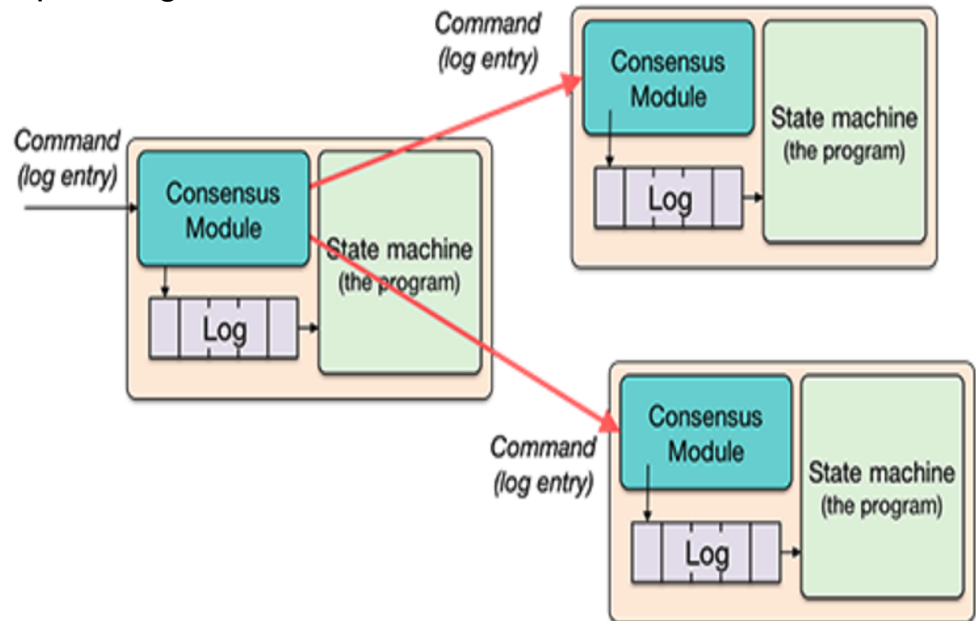 Command
(log entry)
Consensus
Module
State machine
(the program)
Log
Command
(log entry)
Consensus
Module
State machine
(the program)
Log
Command
(log entry)
Consensus
Module
State machine
(the program)
Log